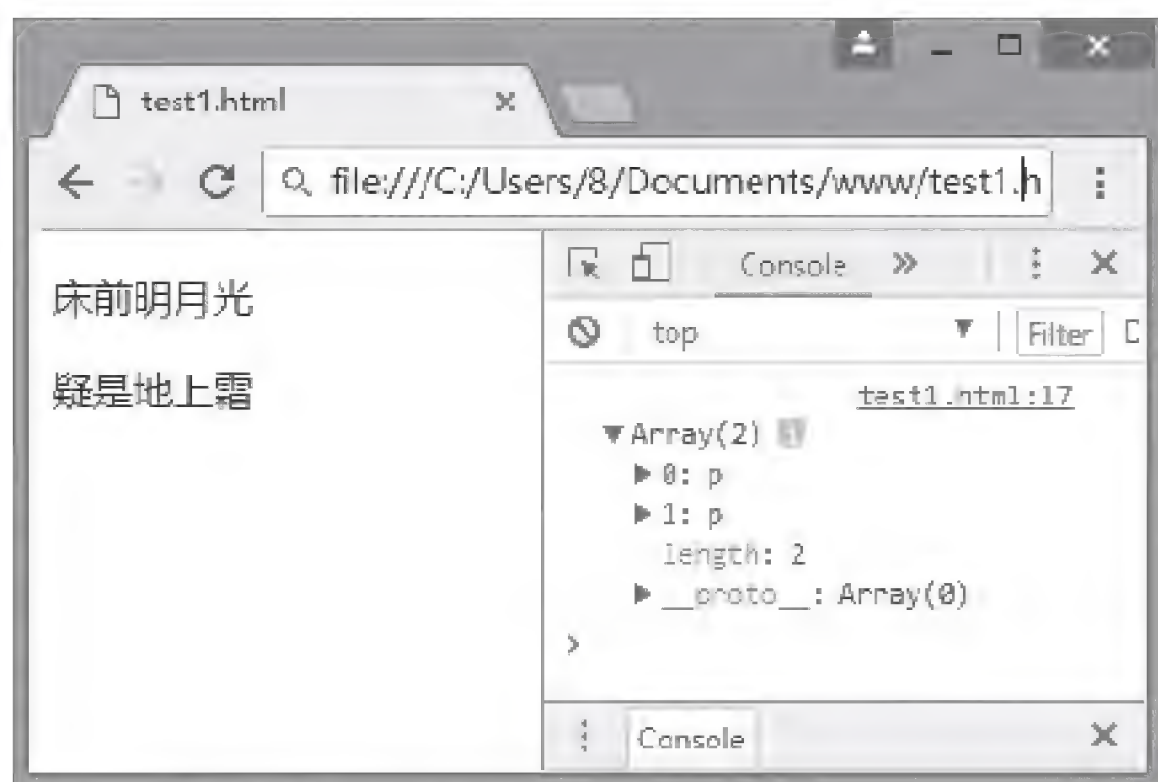 test1.html
file:///C:/Users/8/Documents/www/test1.h
床前明月光
疑是地上霜
Console
top
Filter
test1.html:17
Array(2)
0: p
1: p
length: 2
__proto__: Array(0)
Console